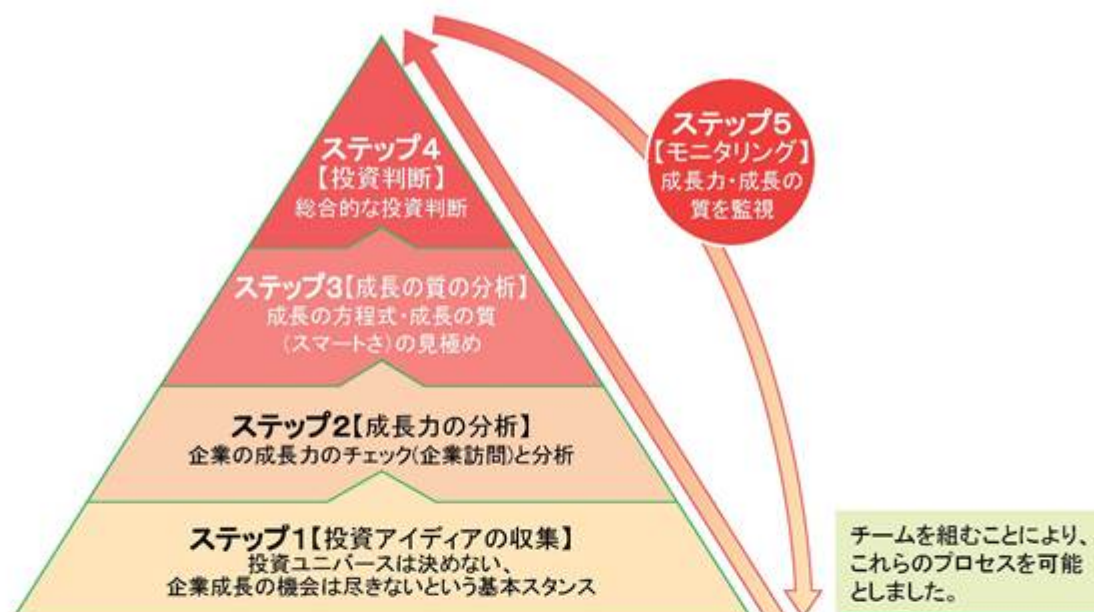 ステップ4
【投資判断】
総合的な投資判断
ステップ5
【モニタリング】
成長力・成長の
質を監視
ステップ3【成長の質の分析】
成長の方程式・成長の質
(スマートさ)の見極め
ステップ2【成長力の分析】
企業の成長力のチェック(企業訪問)と分析
ステップ1【投資アイディアの収集】
投資ユニバースは決めない、
企業成長の機会は尽きないという基本スタンス
チームを組むことにより、
これらのプロセスを可能
としました。